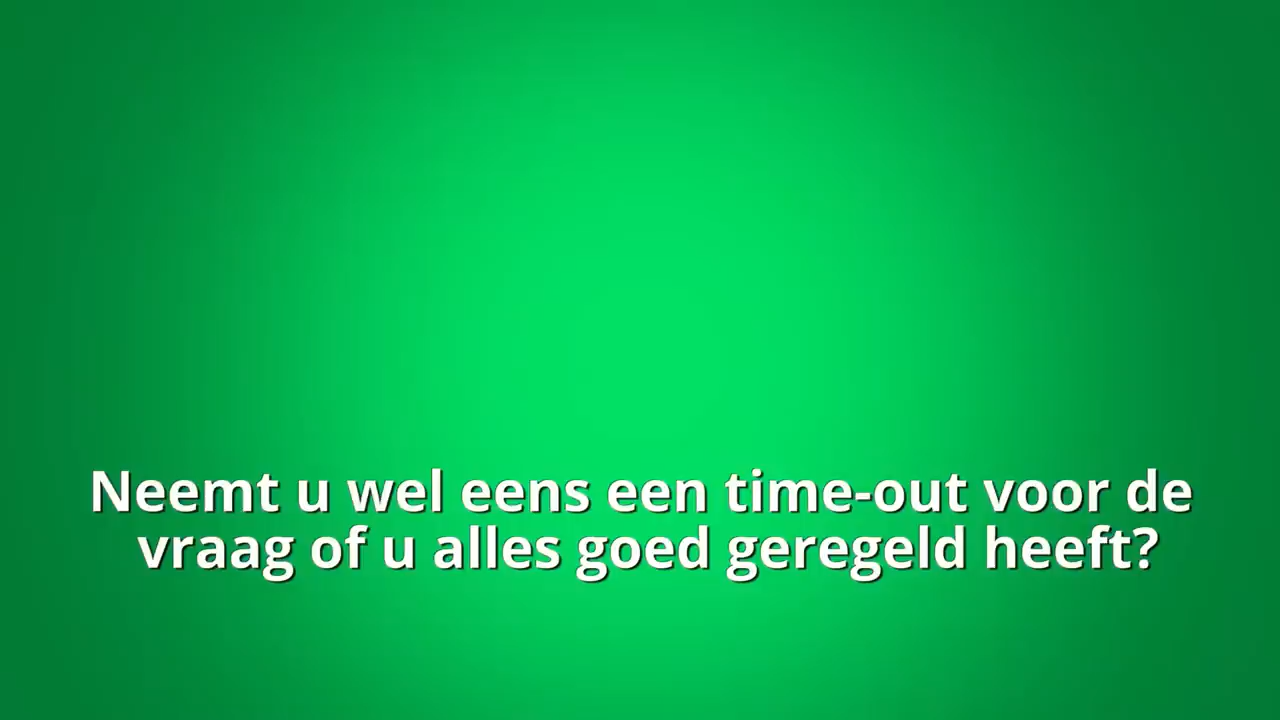 Neemt u wel eens een time-out voor de
vraag of u alles goed geregeld heeft?